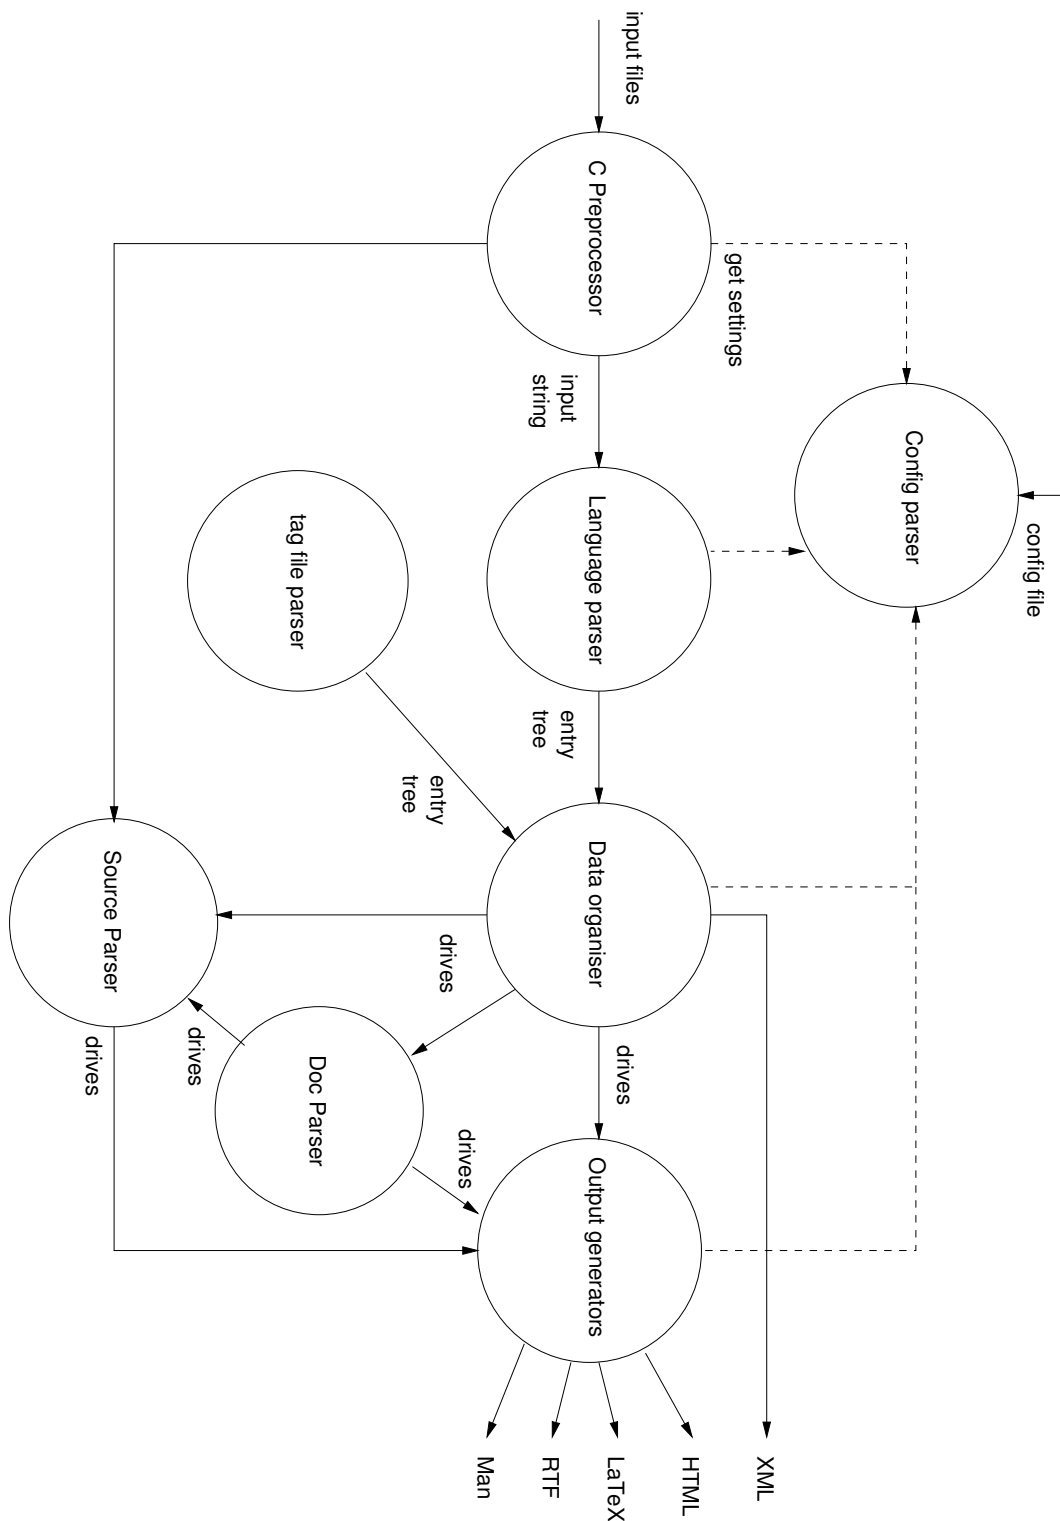 config file
Config parser
get settings
XML
HTML
LaTeX
RTF
Man
input files
C Preprocessor
input
string
Language parser
entry
tree
Data organiser
drives
Output generators
tag file parser
entry
tree
drives
drives
Doc Parser
drives
Source Parser
drives